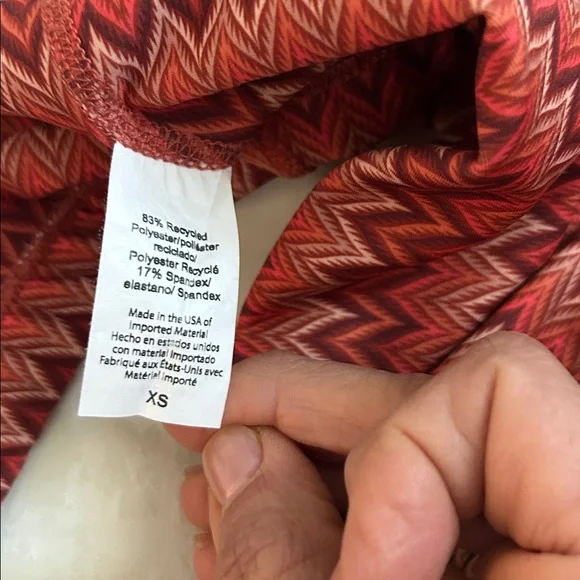 83% Recycled
Polyester/poliéster
reciclado/
Polyester Recyclé
17% Spandex/
elastano/ Spandex
Made in the USA of
Imported Material
Hecho en estados unidos
con material Importado
Fabriqué aux États-Unis avec
Matériel Importé
XS